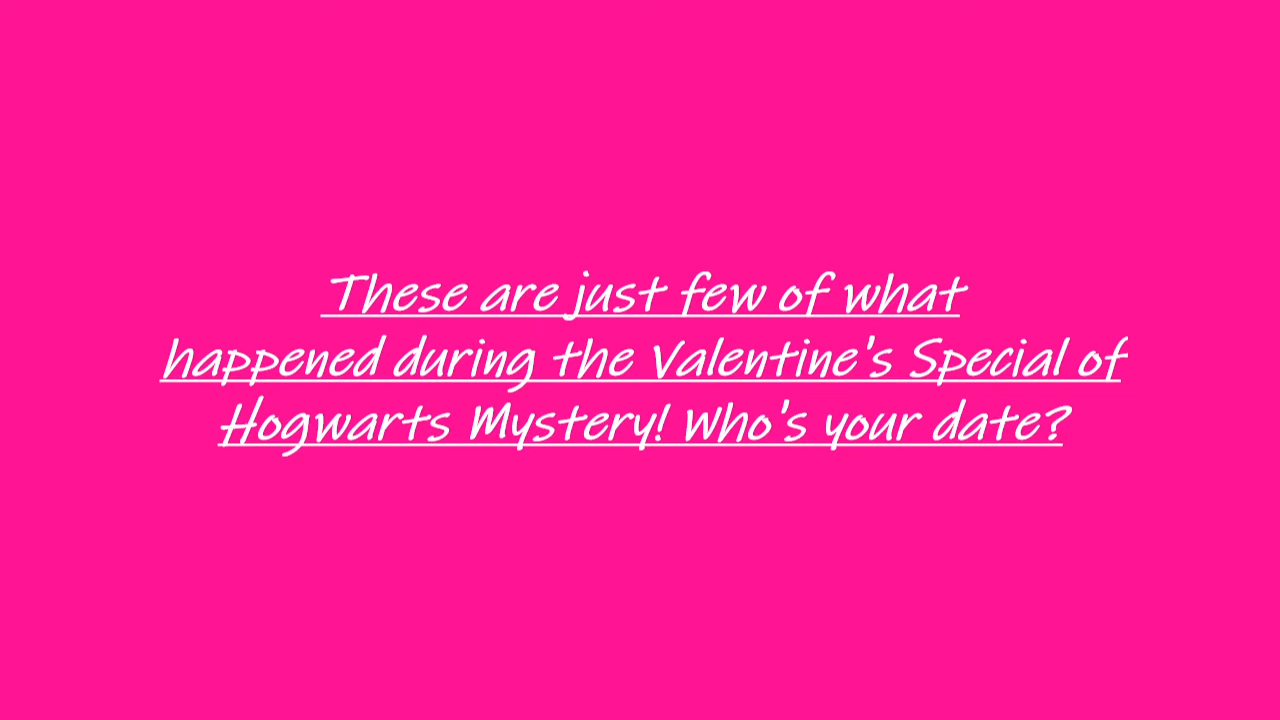 These are just few of what
happened during the Valentine's Special of
Hogwarts Mystery! Who's your date?